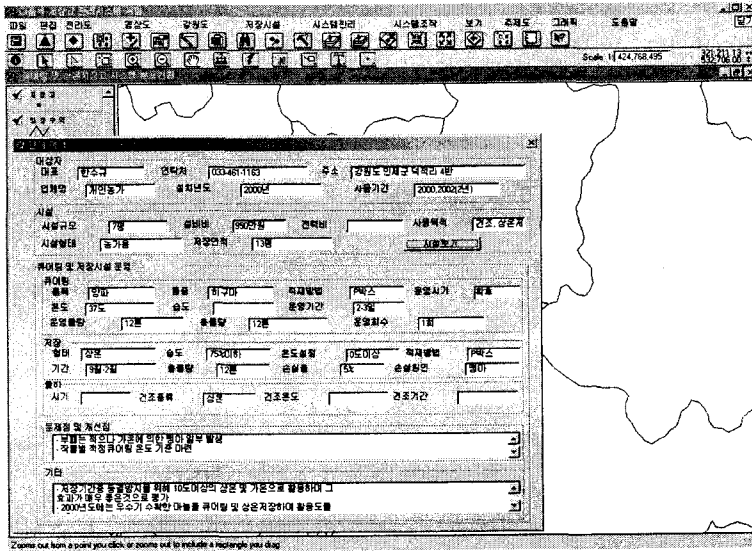 파일 편집 전라도 경상도 강원도 저장시설 시스템관리 시스템조작 보기 주제도 그래픽 도움말
Scale 1: 424,768.495
대상자
대표 한수규 연락처 033-461-1163 주소 강원도 인제군 덕적리 4반
업체명 개인농가 설치년도 2000년 사용기간 2000,2002(2년)
시설
시설규모 7평 설비비 950만원 전력비 사용목적 건조, 상온저
시설형태 농가용 저장면적 13평 시설보기
큐어링 및 저장시설 운영
큐어링
품목 양파 품종 히구마 적재방법 P박스 운영시기 수확후
온도 37도 습도 운영기간 2-3일
운영물량 12톤 총물량 12톤 운영회수 1회
저장
형태 상온 습도 75%이하 온도설정 0도이상 적재방법 P박스
기간 9월-2월 총물량 12톤 손실율 5% 손실원인
출하
시기 건조종류 상온 건조온도 건조기간
문제점 및 개선점
- 부패는 적으나 가온에 의한 맹아 일부 발생
- 작물별 적정큐어링 온도 기준 마련
기타
- 저장기간중 동결방지를 위해 10도이상의 상온 및 가온으로 활용하며 그
효과가 매우 좋은것으로 평가
- 2000년도에는 우수기 수확한 마늘을 큐어링 및 상온저장하여 활용도를
Zooms out from a point you click or zooms out to include a rectangle you drag